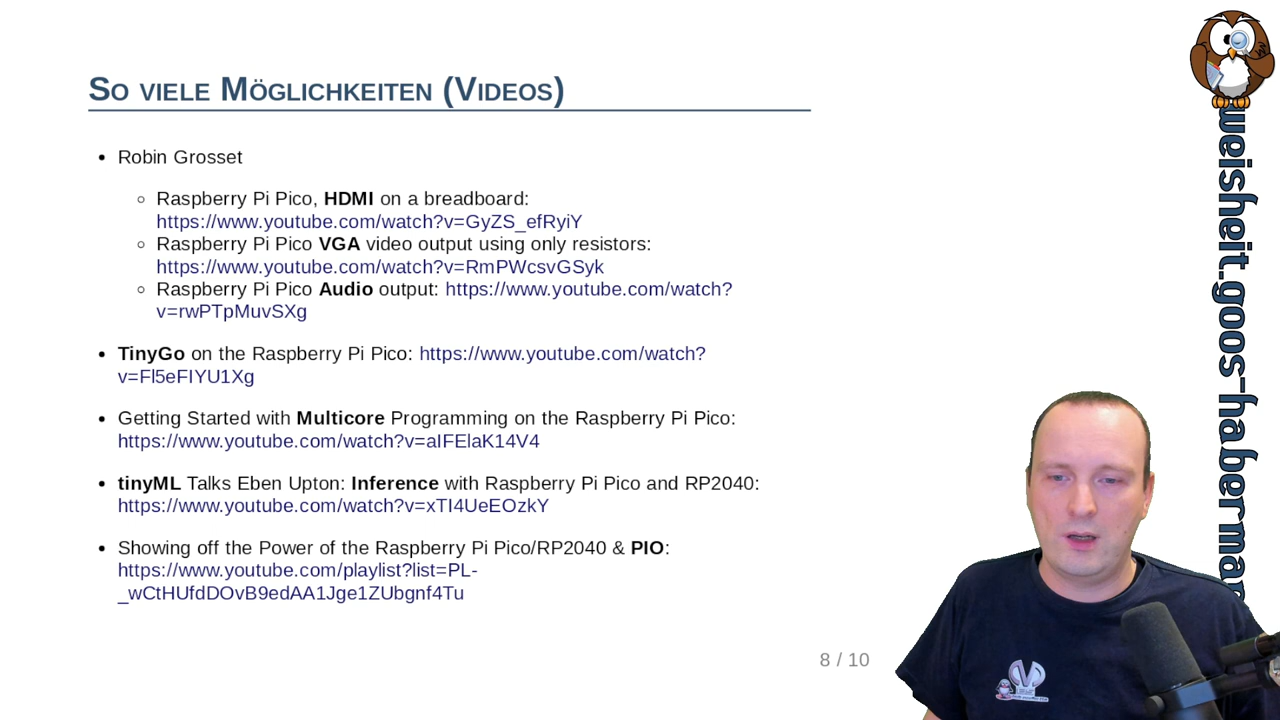 So viele Möglichkeiten (Videos)
• Robin Grosset
◦ Raspberry Pi Pico, HDMI on a breadboard:
https://www.youtube.com/watch?v=GyZS_efRyiY
◦ Raspberry Pi Pico VGA video output using only resistors:
https://www.youtube.com/watch?v=RmPWcsvGSyk
◦ Raspberry Pi Pico Audio output: https://www.youtube.com/watch?
v=rwPTpMuvSXg
• TinyGo on the Raspberry Pi Pico: https://www.youtube.com/watch?
v=Fl5eFIYU1Xg
• Getting Started with Multicore Programming on the Raspberry Pi Pico:
https://www.youtube.com/watch?v=aIFElaK14V4
• tinyML Talks Eben Upton: Inference with Raspberry Pi Pico and RP2040:
https://www.youtube.com/watch?v=xTI4UeEOzkY
• Showing off the Power of the Raspberry Pi Pico/RP2040 & PIO:
https://www.youtube.com/playlist?list=PL-
_wCtHUfdDOvB9edAA1Jge1ZUbgnf4Tu
8 / 10
weisheit.goos-haberman